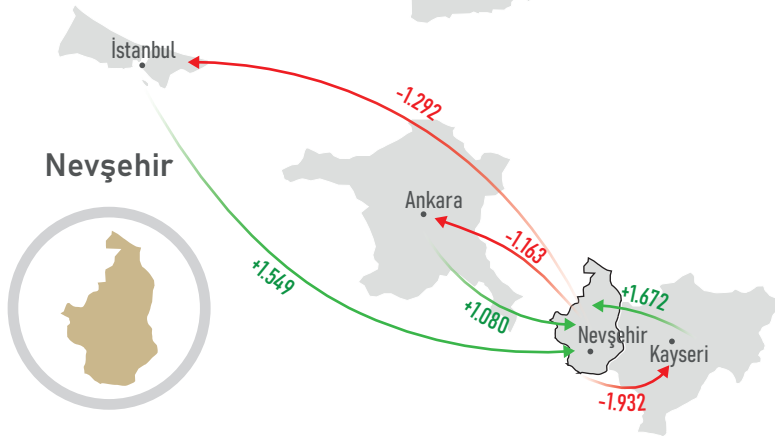 İstanbul
-1.292
Nevşehir
Ankara
-1.163
+1.549
+1.080
+1.672
Nevşehir
Kayseri
-1.932